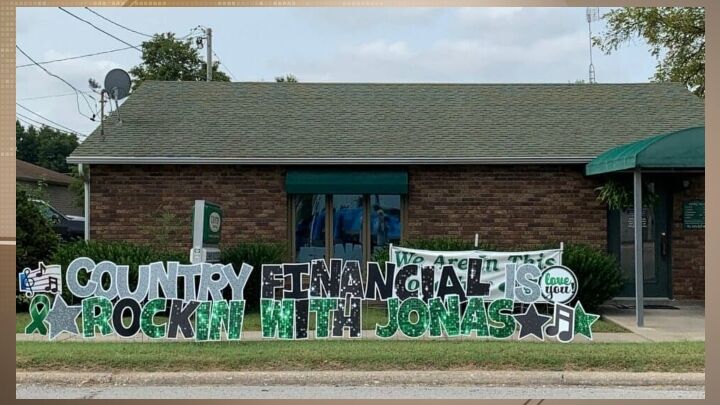 We Are in This
COUNTRY FINANCIAL IS
love
you
ROCKIN WITH JONAS